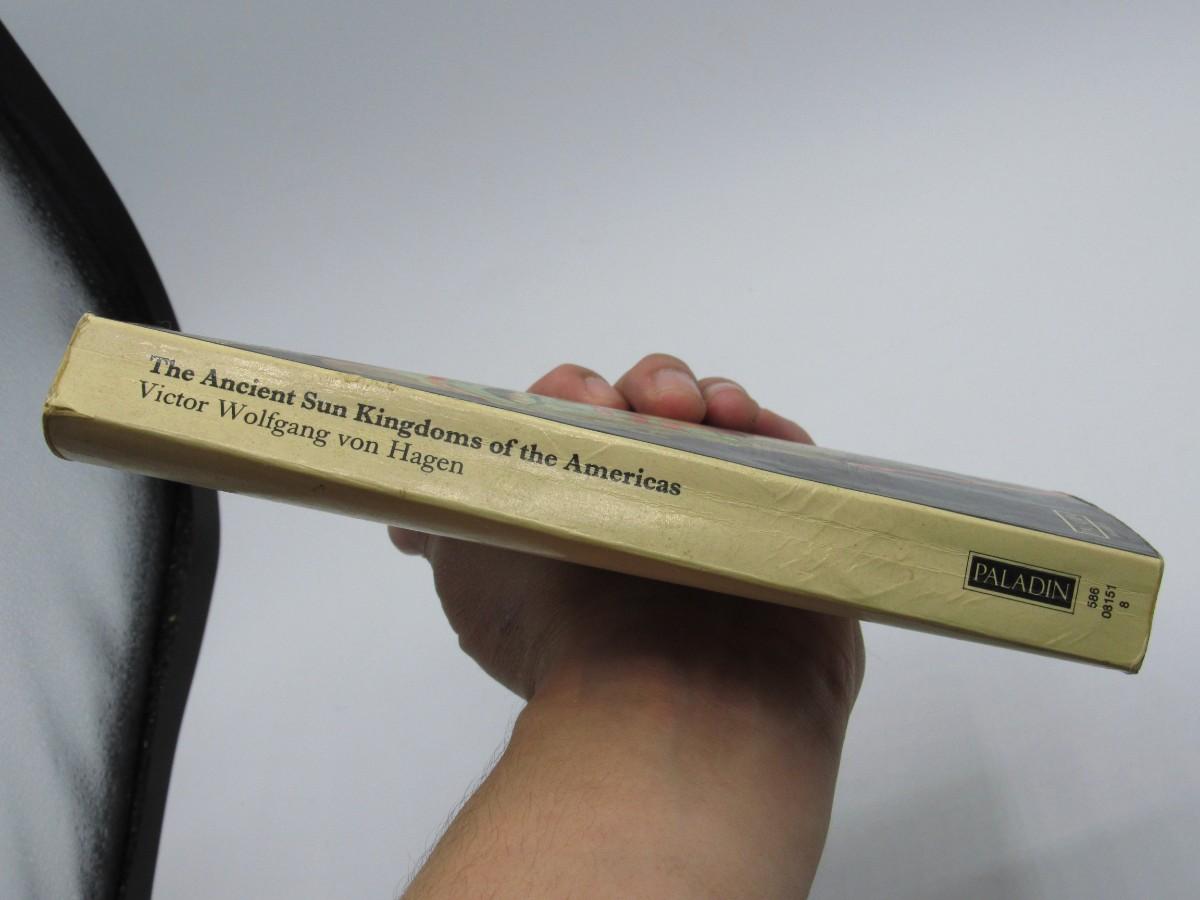 The Ancient Sun Kingdoms of the Americas
Victor Wolfgang von Hagen
PALADIN
586
08151
8